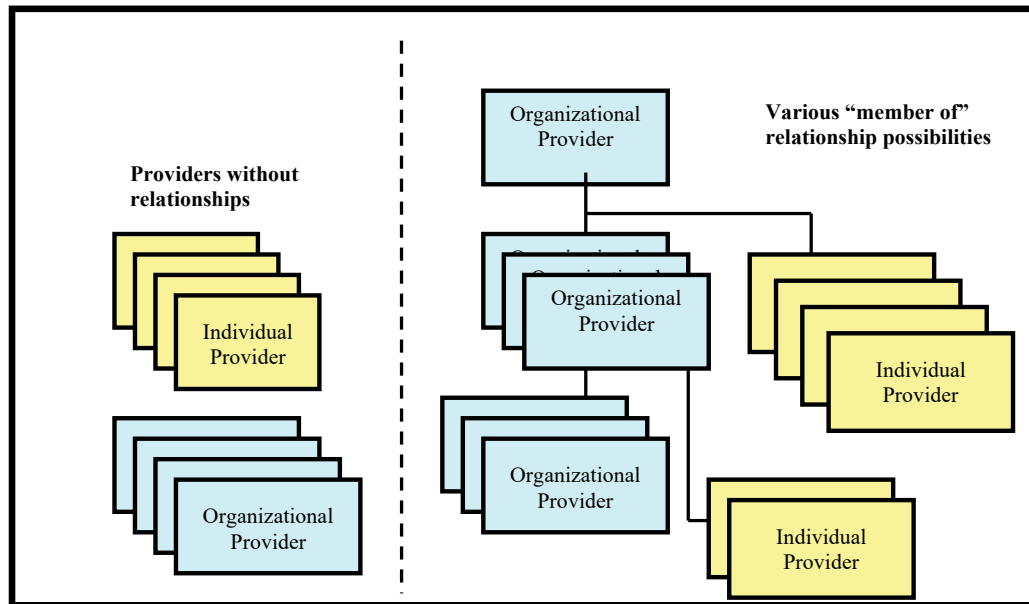 Providers without
relationships
Individual
Provider
Organizational
Provider
Organizational
Provider
Various “member of”
relationship possibilities
Organizational
Provider
Individual
Provider
Organizational
Provider
Individual
Provider